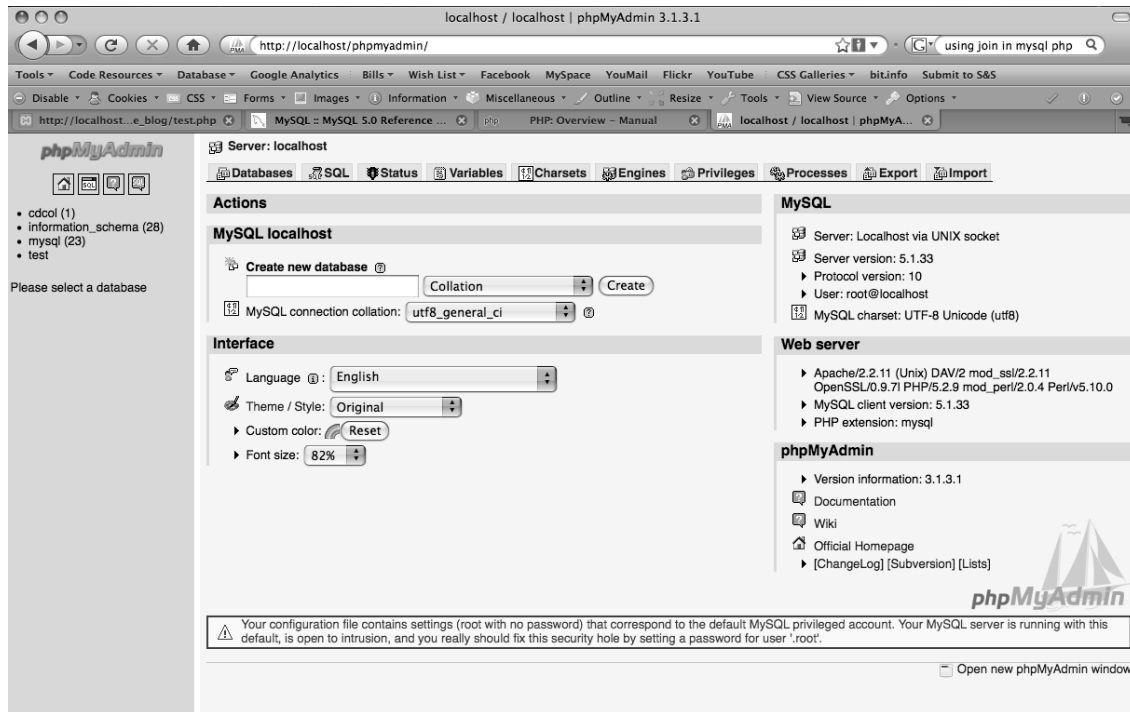 localhost / localhost | phpMyAdmin 3.1.3.1
http://localhost/phpmyadmin/
using join in mysql php
Tools Code Resources Database Google Analytics Bills Wish List Facebook MySpace YouMail Flickr YouTube CSS Galleries bit.info Submit to S&S
Disable Cookies CSS Forms Images Information Miscellaneous Outline Resize Tools View Source Options
http://localhost...e_blog/test.php MySQL :: MySQL 5.0 Reference ... php PHP: Overview – Manual PMA localhost / localhost | phpMyA...
phpMyAdmin
SQL
cdcol (1)
information_schema (28)
mysql (23)
test
Please select a database
Server: localhost
Databases SQL Status Variables Charsets Engines Privileges Processes Export Import
Actions
MySQL localhost
Create new database
Collation Create
MySQL connection collation: utf8_general_ci
Interface
Language : English
Theme / Style: Original
Custom color: Reset
Font size: 82%
MySQL
Server: Localhost via UNIX socket
Server version: 5.1.33
Protocol version: 10
User: root@localhost
MySQL charset: UTF-8 Unicode (utf8)
Web server
Apache/2.2.11 (Unix) DAV/2 mod_ssl/2.2.11
OpenSSL/0.9.7l PHP/5.2.9 mod_perl/2.0.4 Perl/v5.10.0
MySQL client version: 5.1.33
PHP extension: mysql
phpMyAdmin
Version information: 3.1.3.1
Documentation
Wiki
Official Homepage
[ChangeLog] [Subversion] [Lists]
phpMyAdmin
Your configuration file contains settings (root with no password) that correspond to the default MySQL privileged account. Your MySQL server is running with this
default, is open to intrusion, and you really should fix this security hole by setting a password for user '.root'.
Open new phpMyAdmin window